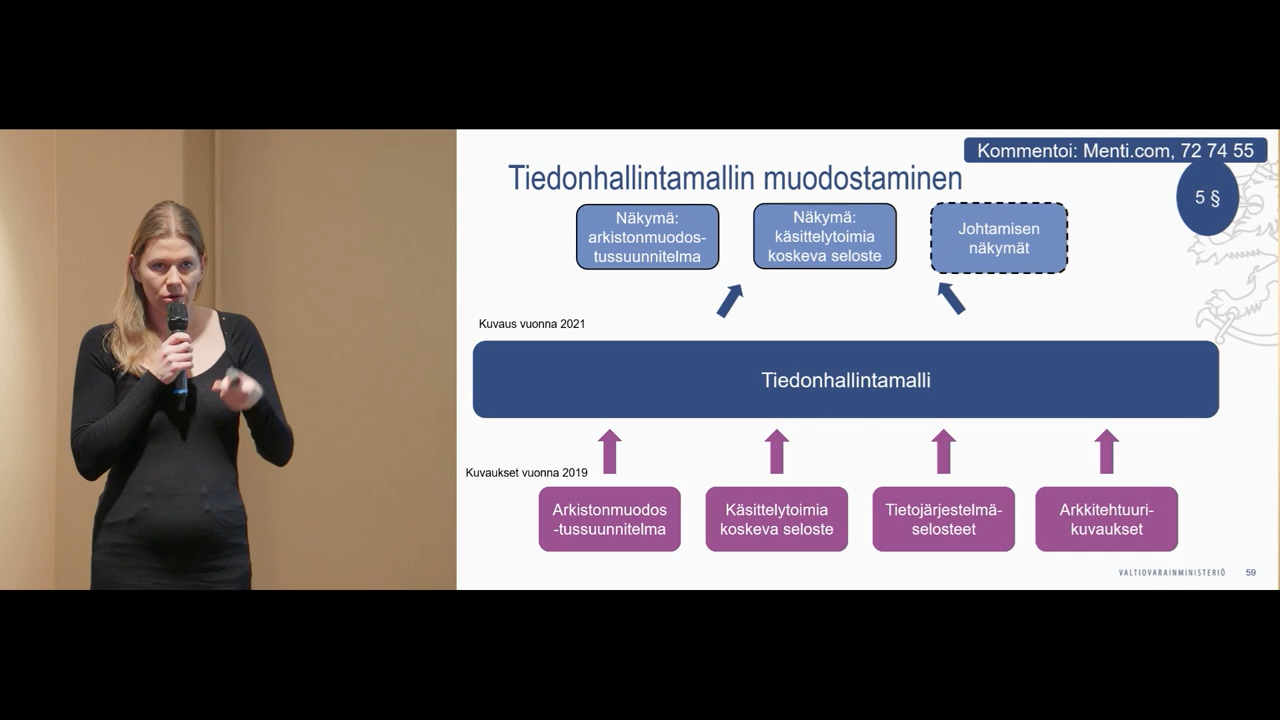 Kommentoi: Menti.com, 72 74 55
Tiedonhallintamallin muodostaminen
5 §
Näkymä:
arkistonmuodos-
tussuunnitelma
Näkymä:
käsittelytoimia
koskeva seloste
Johtamisen
näkymät
Kuvaus vuonna 2021
Tiedonhallintamalli
Kuvaukset vuonna 2019
Arkistonmuodos
-tussuunnitelma
Käsittelytoimia
koskeva seloste
Tietojärjestelmä-
selosteet
Arkkitehtuuri-
kuvaukset
VALTIOVARAINMINISTERIÖ 59